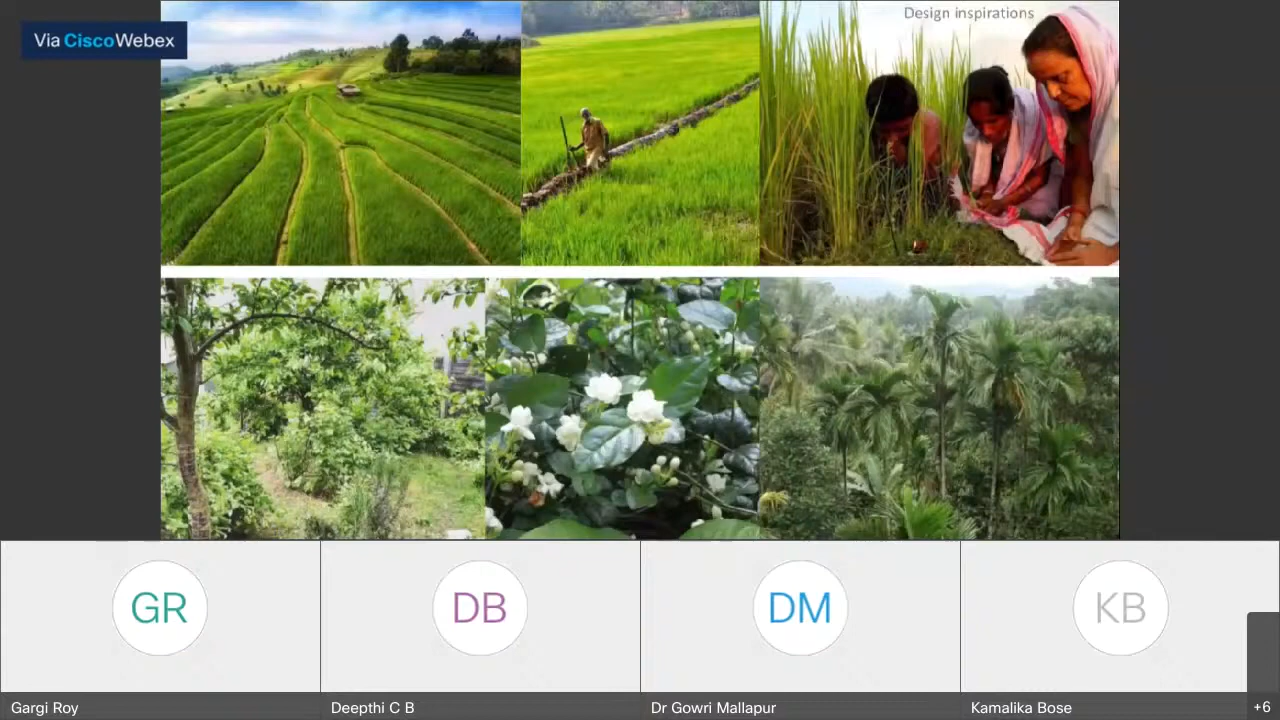 Via CiscoWebex
Design inspirations
GR
DB
DM
KB
Gargi Roy
Deepthi C B
Dr Gowri Mallapur
Kamalika Bose
+6